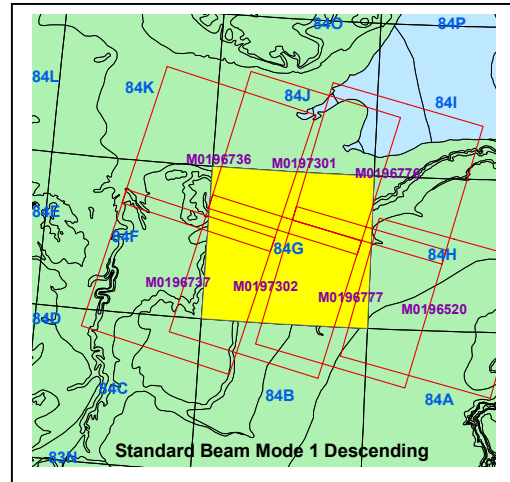 84O
84P
84L
84K
84J
84I
M0196736
M0197301
M0196776
84E
84F
84G
84H
M0196737
M0197302
M0196777
M0196520
84D
84C
84B
84A
Standard Beam Mode 1 Descending
83N